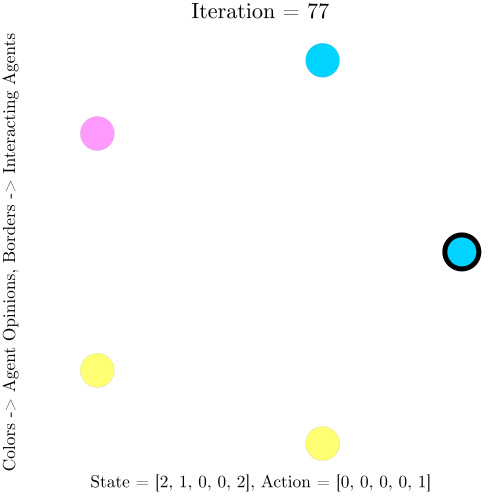 Iteration = 77
Colors -> Agent Opinions, Borders -> Interacting Agents
State = [2, 1, 0, 0, 2], Action = [0, 0, 0, 0, 1]